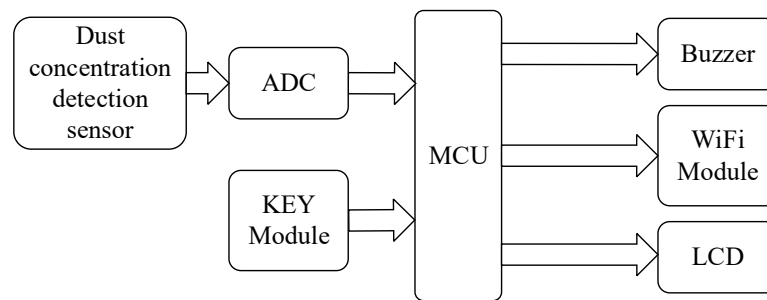 Dust
concentration
detection
sensor
ADC
KEY
Module
MCU
Buzzer
WiFi
Module
LCD